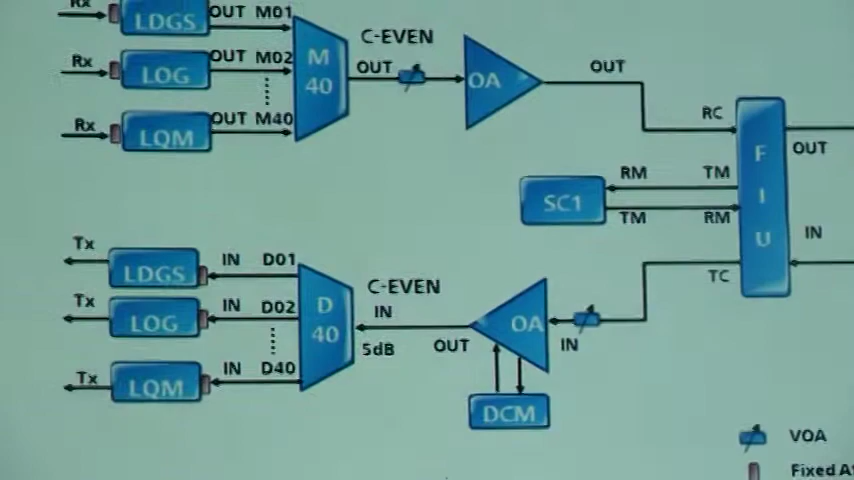 Rx LDGS OUT M01
Rx LOG OUT M02
Rx LQM OUT M40
M 40
C-EVEN
OUT
OA
OUT
RC
F I U
OUT
SC1
RM TM
TM RM
IN
TC
Tx LDGS IN D01
Tx LOG IN D02
Tx LQM IN D40
D 40
C-EVEN
IN
5dB
OUT
OA
IN
DCM
VOA
Fixed